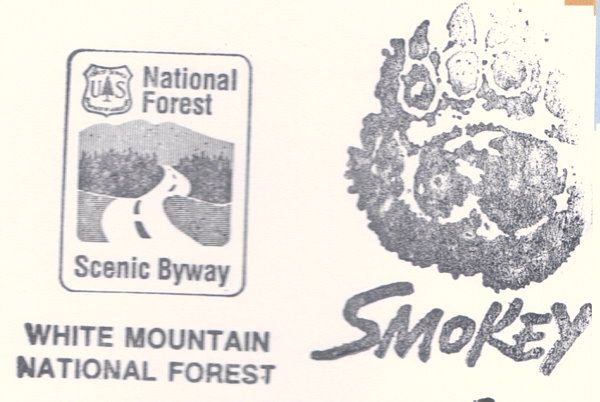 US
National
Forest
Scenic Byway
WHITE MOUNTAIN
NATIONAL FOREST
SMOKEY